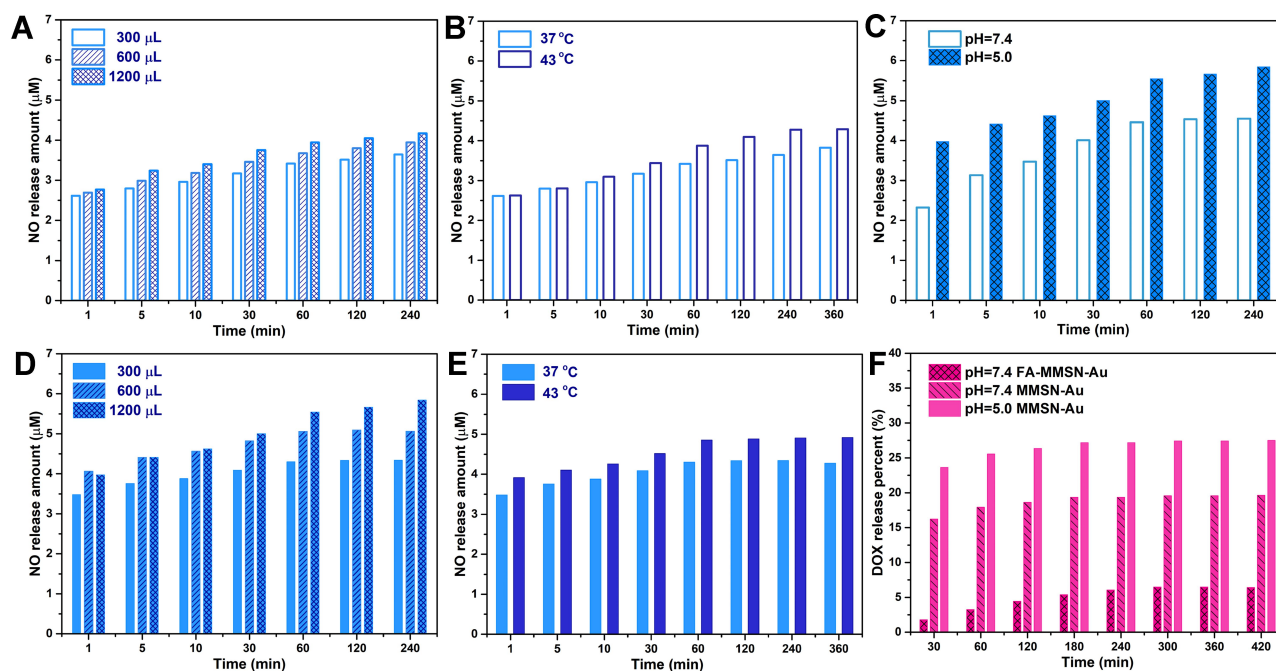 A
300 μL
600 μL
1200 μL
NO release amount (μM)
7
6
5
4
3
2
1
0
1 5 10 30 60 120 240
Time (min)
B
37 °C
43 °C
NO release amount (μM)
7
6
5
4
3
2
1
0
1 5 10 30 60 120 240 360
Time (min)
C
pH=7.4
pH=5.0
NO release amount (μM)
7
6
5
4
3
2
1
0
1 5 10 30 60 120 240
Time (min)
D
300 μL
600 μL
1200 μL
NO release amount (μM)
7
6
5
4
3
2
1
0
1 5 10 30 60 120 240
Time (min)
E
37 °C
43 °C
NO release amount (μM)
7
6
5
4
3
2
1
0
1 5 10 30 60 120 240 360
Time (min)
F
pH=7.4 FA-MMSN-Au
pH=7.4 MMSN-Au
pH=5.0 MMSN-Au
DOX release percent (%)
40
35
30
25
20
15
10
5
0
30 60 120 180 240 300 360 420
Time (min)